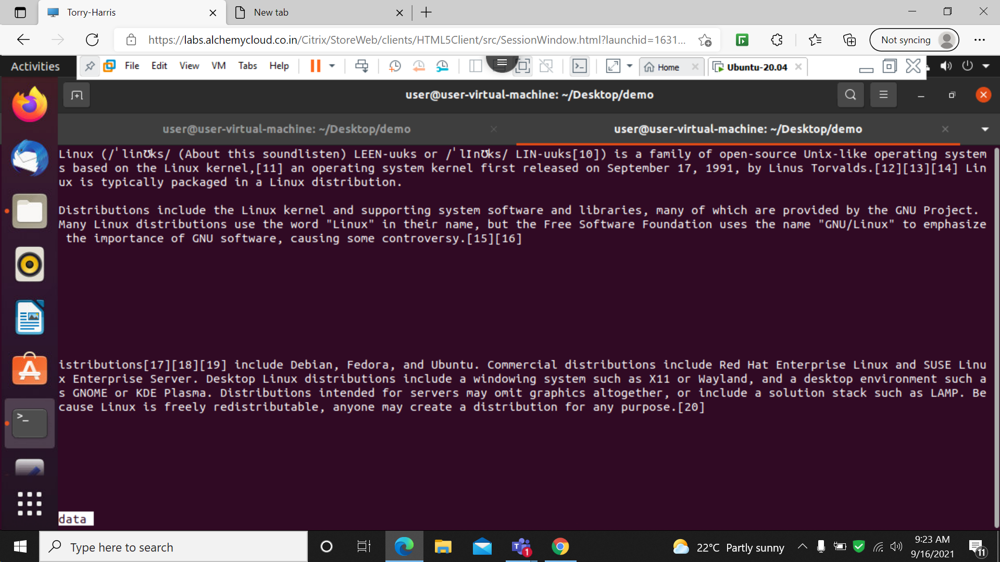 Torry-Harris
New tab
https://labs.alchemycloud.co.in/Citrix/StoreWeb/clients/HTML5Client/src/SessionWindow.html?launchid=1631...
Not syncing
Activities
File Edit View VM Tabs Help
Home
Ubuntu-20.04
user@user-virtual-machine: ~/Desktop/demo
user@user-virtual-machine: ~/Desktop/demo
user@user-virtual-machine: ~/Desktop/demo
Linux (/ˈlinʊks/ (About this soundlisten) LEEN-uuks or /ˈlɪnʊks/ LIN-uuks[10]) is a family of open-source Unix-like operating system
s based on the Linux kernel,[11] an operating system kernel first released on September 17, 1991, by Linus Torvalds.[12][13][14] Lin
ux is typically packaged in a Linux distribution.
Distributions include the Linux kernel and supporting system software and libraries, many of which are provided by the GNU Project.
Many Linux distributions use the word "Linux" in their name, but the Free Software Foundation uses the name "GNU/Linux" to emphasize
the importance of GNU software, causing some controversy.[15][16]
istributions[17][18][19] include Debian, Fedora, and Ubuntu. Commercial distributions include Red Hat Enterprise Linux and SUSE Linu
x Enterprise Server. Desktop Linux distributions include a windowing system such as X11 or Wayland, and a desktop environment such a
s GNOME or KDE Plasma. Distributions intended for servers may omit graphics altogether, or include a solution stack such as LAMP. Be
cause Linux is freely redistributable, anyone may create a distribution for any purpose.[20]
data
Type here to search
1
22°C Partly sunny
9:23 AM
9/16/2021
11